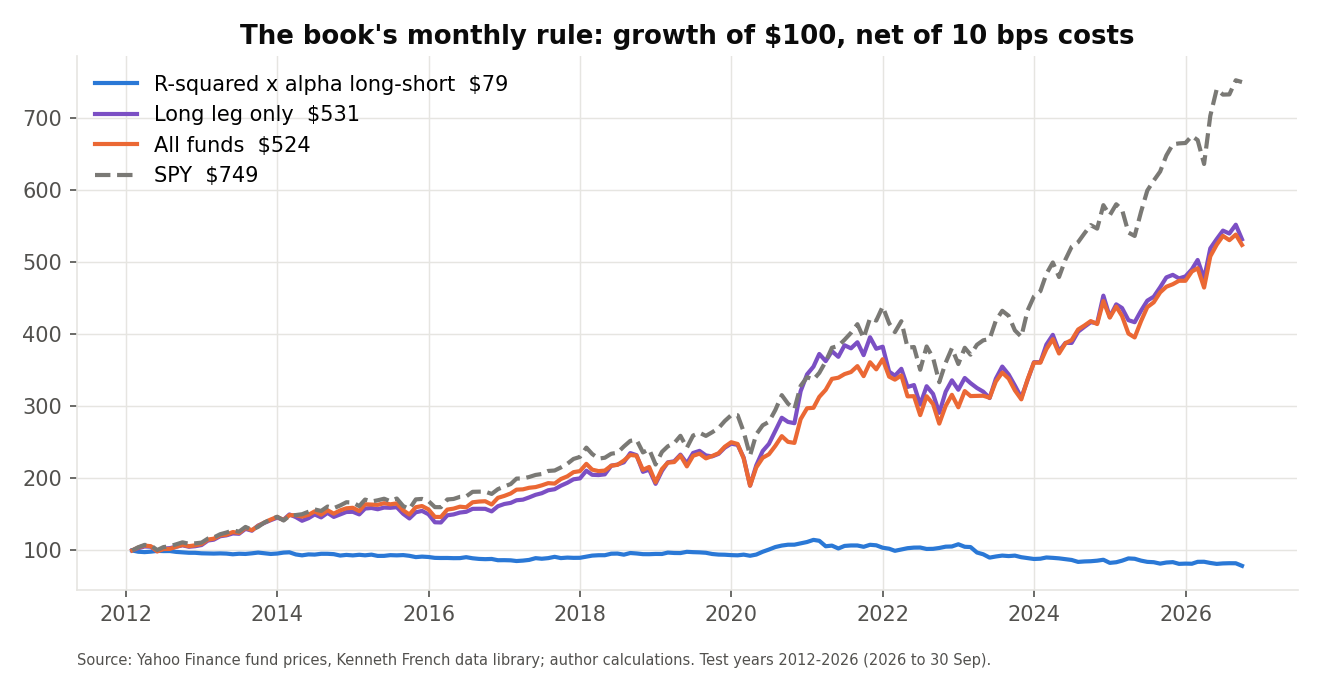 The book's monthly rule: growth of $100, net of 10 bps costs
R-squared x alpha long-short $79
Long leg only $531
All funds $524
SPY $749
700
600
500
400
300
200
100
2012 2014 2016 2018 2020 2022 2024 2026
Source: Yahoo Finance fund prices, Kenneth French data library; author calculations. Test years 2012-2026 (2026 to 30 Sep).